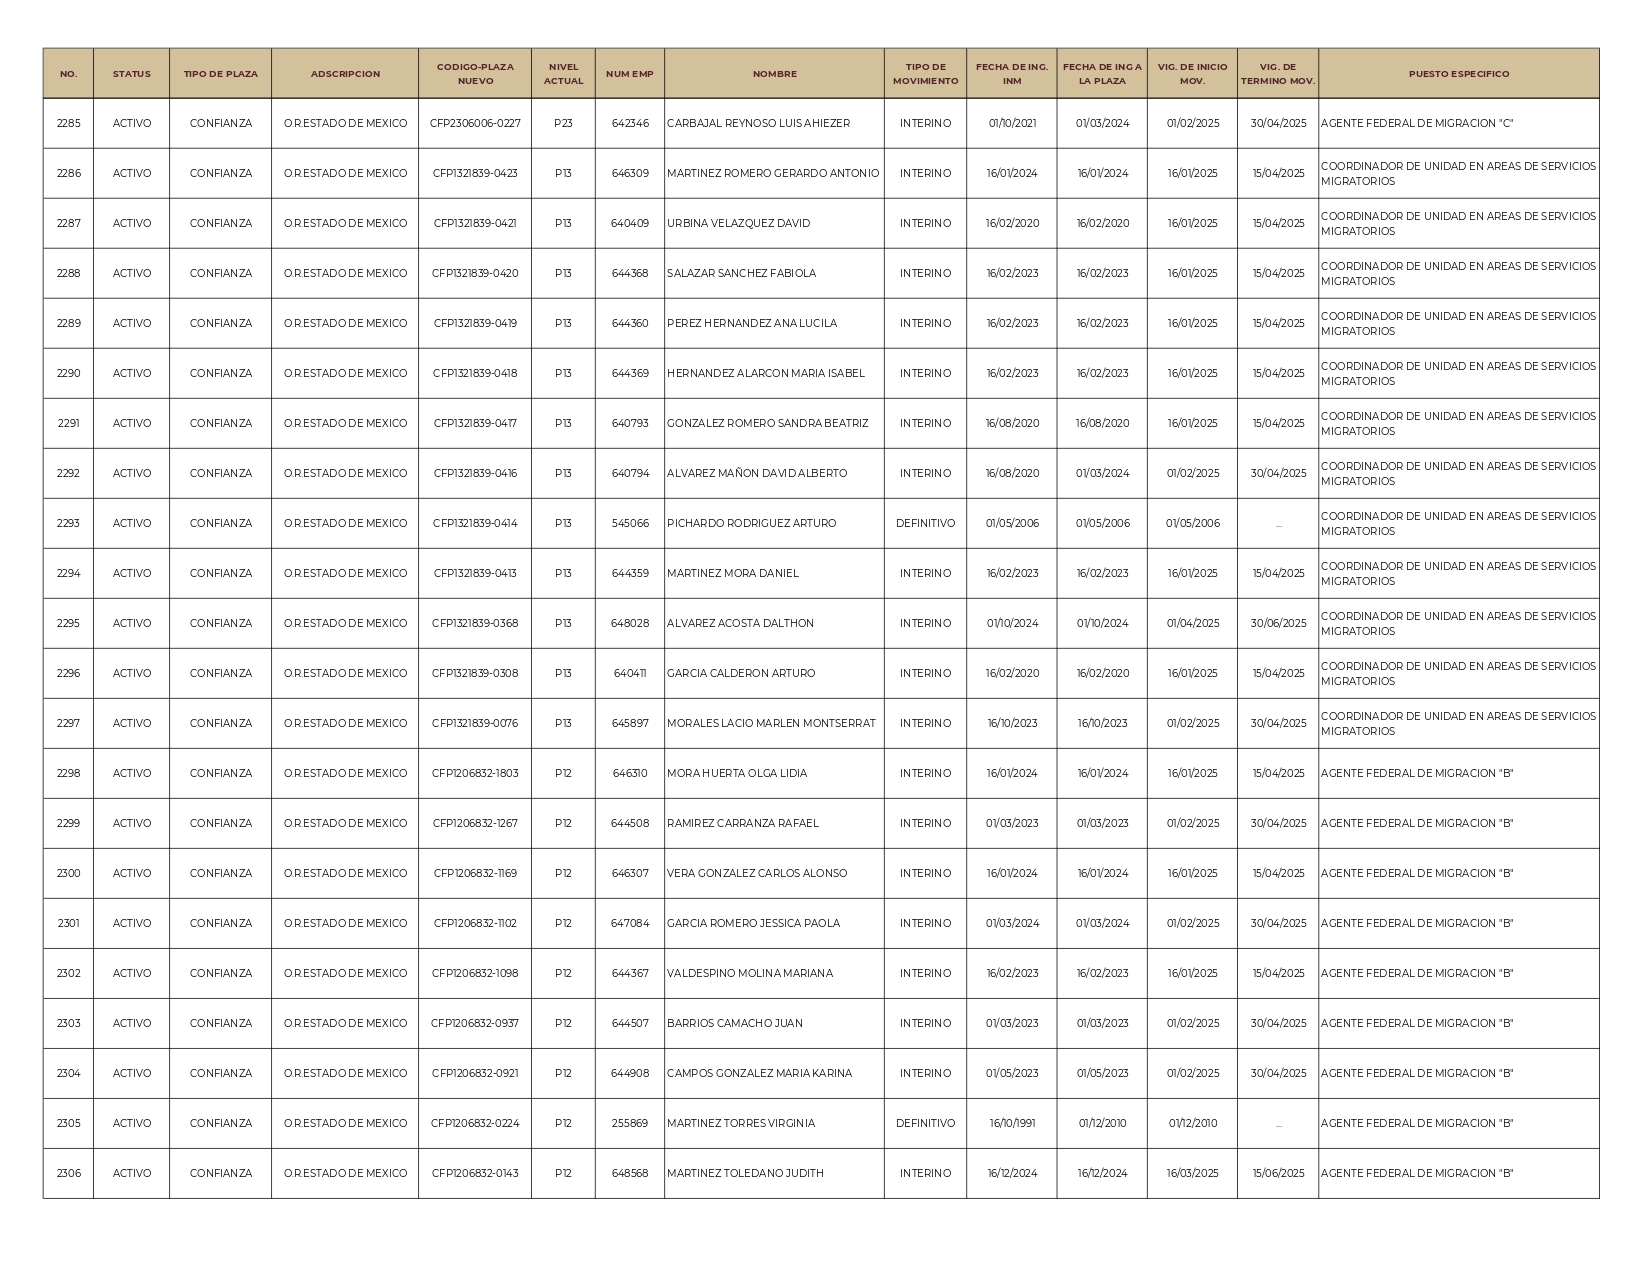 NO. STATUS TIPO DE PLAZA ADSCRIPCION CODIGO-PLAZA NUEVO NIVEL ACTUAL NUM EMP NOMBRE TIPO DE MOVIMIENTO FECHA DE ING. INM FECHA DE ING A LA PLAZA VIG. DE INICIO MOV. VIG. DE TERMINO MOV. PUESTO ESPECIFICO
2285 ACTIVO CONFIANZA O.R.ESTADO DE MEXICO CFP2306006-0227 P23 642346 CARBAJAL REYNOSO LUIS AHIEZER INTERINO 01/10/2021 01/03/2024 01/02/2025 30/04/2025 AGENTE FEDERAL DE MIGRACION "C"
2286 ACTIVO CONFIANZA O.R.ESTADO DE MEXICO CFP1321839-0423 P13 646309 MARTINEZ ROMERO GERARDO ANTONIO INTERINO 16/01/2024 16/01/2024 16/01/2025 15/04/2025 COORDINADOR DE UNIDAD EN AREAS DE SERVICIOS MIGRATORIOS
2287 ACTIVO CONFIANZA O.R.ESTADO DE MEXICO CFP1321839-0421 P13 640409 URBINA VELAZQUEZ DAVID INTERINO 16/02/2020 16/02/2020 16/01/2025 15/04/2025 COORDINADOR DE UNIDAD EN AREAS DE SERVICIOS MIGRATORIOS
2288 ACTIVO CONFIANZA O.R.ESTADO DE MEXICO CFP1321839-0420 P13 644368 SALAZAR SANCHEZ FABIOLA INTERINO 16/02/2023 16/02/2023 16/01/2025 15/04/2025 COORDINADOR DE UNIDAD EN AREAS DE SERVICIOS MIGRATORIOS
2289 ACTIVO CONFIANZA O.R.ESTADO DE MEXICO CFP1321839-0419 P13 644360 PEREZ HERNANDEZ ANA LUCILA INTERINO 16/02/2023 16/02/2023 16/01/2025 15/04/2025 COORDINADOR DE UNIDAD EN AREAS DE SERVICIOS MIGRATORIOS
2290 ACTIVO CONFIANZA O.R.ESTADO DE MEXICO CFP1321839-0418 P13 644369 HERNANDEZ ALARCON MARIA ISABEL INTERINO 16/02/2023 16/02/2023 16/01/2025 15/04/2025 COORDINADOR DE UNIDAD EN AREAS DE SERVICIOS MIGRATORIOS
2291 ACTIVO CONFIANZA O.R.ESTADO DE MEXICO CFP1321839-0417 P13 640793 GONZALEZ ROMERO SANDRA BEATRIZ INTERINO 16/08/2020 16/08/2020 16/01/2025 15/04/2025 COORDINADOR DE UNIDAD EN AREAS DE SERVICIOS MIGRATORIOS
2292 ACTIVO CONFIANZA O.R.ESTADO DE MEXICO CFP1321839-0416 P13 640794 ALVAREZ MAÑON DAVID ALBERTO INTERINO 16/08/2020 01/03/2024 01/02/2025 30/04/2025 COORDINADOR DE UNIDAD EN AREAS DE SERVICIOS MIGRATORIOS
2293 ACTIVO CONFIANZA O.R.ESTADO DE MEXICO CFP1321839-0414 P13 545066 PICHARDO RODRIGUEZ ARTURO DEFINITIVO 01/05/2006 01/05/2006 01/05/2006 ... COORDINADOR DE UNIDAD EN AREAS DE SERVICIOS MIGRATORIOS
2294 ACTIVO CONFIANZA O.R.ESTADO DE MEXICO CFP1321839-0413 P13 644359 MARTINEZ MORA DANIEL INTERINO 16/02/2023 16/02/2023 16/01/2025 15/04/2025 COORDINADOR DE UNIDAD EN AREAS DE SERVICIOS MIGRATORIOS
2295 ACTIVO CONFIANZA O.R.ESTADO DE MEXICO CFP1321839-0368 P13 648028 ALVAREZ ACOSTA DALTHON INTERINO 01/10/2024 01/10/2024 01/04/2025 30/06/2025 COORDINADOR DE UNIDAD EN AREAS DE SERVICIOS MIGRATORIOS
2296 ACTIVO CONFIANZA O.R.ESTADO DE MEXICO CFP1321839-0308 P13 640411 GARCIA CALDERON ARTURO INTERINO 16/02/2020 16/02/2020 16/01/2025 15/04/2025 COORDINADOR DE UNIDAD EN AREAS DE SERVICIOS MIGRATORIOS
2297 ACTIVO CONFIANZA O.R.ESTADO DE MEXICO CFP1321839-0076 P13 645897 MORALES LACIO MARLEN MONTSERRAT INTERINO 16/10/2023 16/10/2023 01/02/2025 30/04/2025 COORDINADOR DE UNIDAD EN AREAS DE SERVICIOS MIGRATORIOS
2298 ACTIVO CONFIANZA O.R.ESTADO DE MEXICO CFP1206832-1803 P12 646310 MORA HUERTA OLGA LIDIA INTERINO 16/01/2024 16/01/2024 16/01/2025 15/04/2025 AGENTE FEDERAL DE MIGRACION "B"
2299 ACTIVO CONFIANZA O.R.ESTADO DE MEXICO CFP1206832-1267 P12 644508 RAMIREZ CARRANZA RAFAEL INTERINO 01/03/2023 01/03/2023 01/02/2025 30/04/2025 AGENTE FEDERAL DE MIGRACION "B"
2300 ACTIVO CONFIANZA O.R.ESTADO DE MEXICO CFP1206832-1169 P12 646307 VERA GONZALEZ CARLOS ALONSO INTERINO 16/01/2024 16/01/2024 16/01/2025 15/04/2025 AGENTE FEDERAL DE MIGRACION "B"
2301 ACTIVO CONFIANZA O.R.ESTADO DE MEXICO CFP1206832-1102 P12 647084 GARCIA ROMERO JESSICA PAOLA INTERINO 01/03/2024 01/03/2024 01/02/2025 30/04/2025 AGENTE FEDERAL DE MIGRACION "B"
2302 ACTIVO CONFIANZA O.R.ESTADO DE MEXICO CFP1206832-1098 P12 644367 VALDESPINO MOLINA MARIANA INTERINO 16/02/2023 16/02/2023 16/01/2025 15/04/2025 AGENTE FEDERAL DE MIGRACION "B"
2303 ACTIVO CONFIANZA O.R.ESTADO DE MEXICO CFP1206832-0937 P12 644507 BARRIOS CAMACHO JUAN INTERINO 01/03/2023 01/03/2023 01/02/2025 30/04/2025 AGENTE FEDERAL DE MIGRACION "B"
2304 ACTIVO CONFIANZA O.R.ESTADO DE MEXICO CFP1206832-0921 P12 644908 CAMPOS GONZALEZ MARIA KARINA INTERINO 01/05/2023 01/05/2023 01/02/2025 30/04/2025 AGENTE FEDERAL DE MIGRACION "B"
2305 ACTIVO CONFIANZA O.R.ESTADO DE MEXICO CFP1206832-0224 P12 255869 MARTINEZ TORRES VIRGINIA DEFINITIVO 16/10/1991 01/12/2010 01/12/2010 ... AGENTE FEDERAL DE MIGRACION "B"
2306 ACTIVO CONFIANZA O.R.ESTADO DE MEXICO CFP1206832-0143 P12 648568 MARTINEZ TOLEDANO JUDITH INTERINO 16/12/2024 16/12/2024 16/03/2025 15/06/2025 AGENTE FEDERAL DE MIGRACION "B"